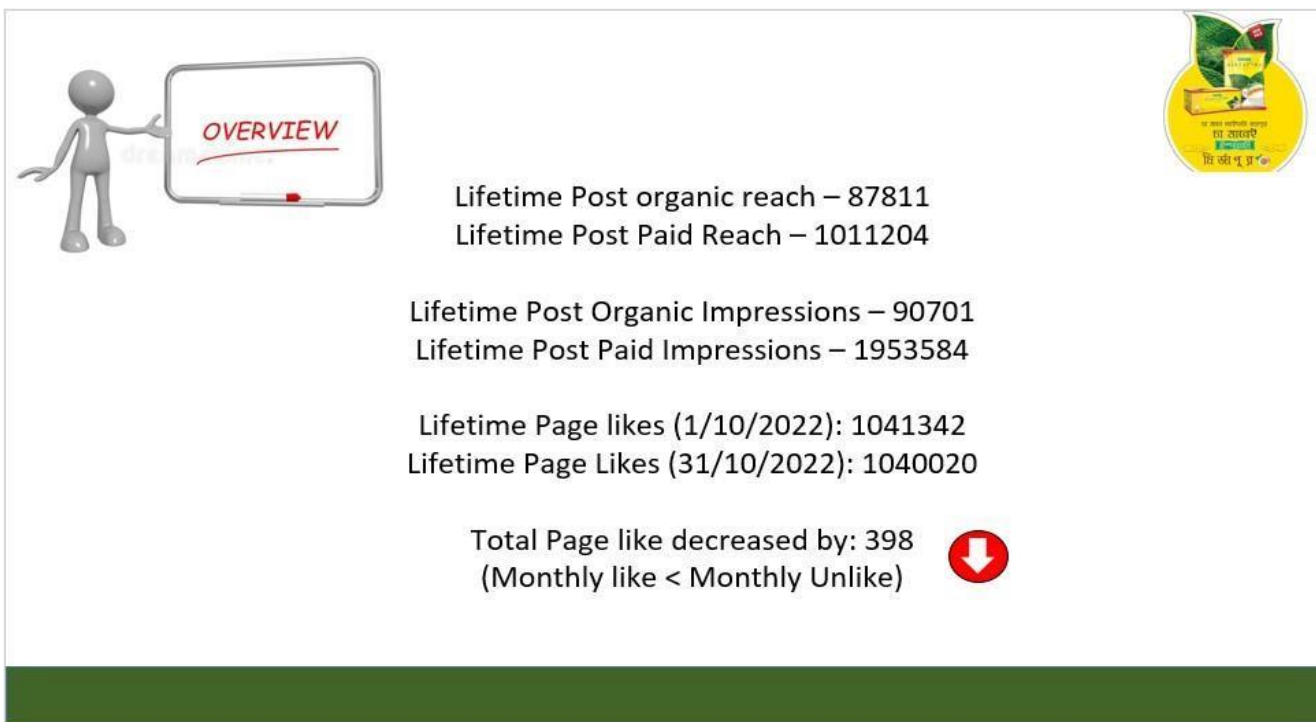 OVERVIEW
Lifetime Post organic reach – 87811
Lifetime Post Paid Reach – 1011204
Lifetime Post Organic Impressions – 90701
Lifetime Post Paid Impressions – 1953584
Lifetime Page likes (1/10/2022): 1041342
Lifetime Page Likes (31/10/2022): 1040020
Total Page like decreased by: 398
(Monthly like < Monthly Unlike)